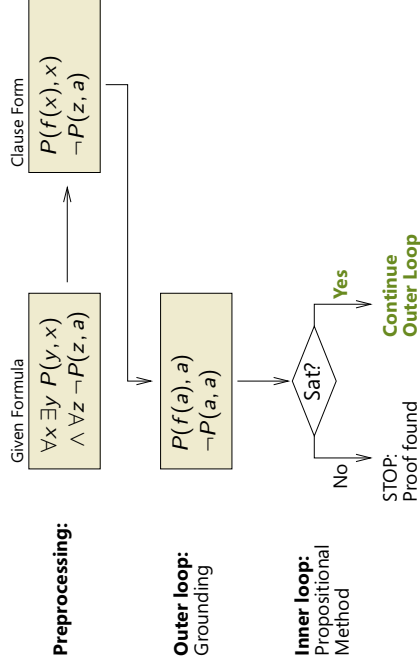 Given Formula
Clause Form
Preprocessing:
∀x ∃y P(y, x)
∧ ∀z ¬P(z, a)
P(f(x), x)
¬P(z, a)
Outer loop:
Grounding
P(f(a), a)
¬P(a, a)
Inner loop:
Propositional
Method
Sat?
No
Yes
STOP:
Proof found
Continue
Outer Loop